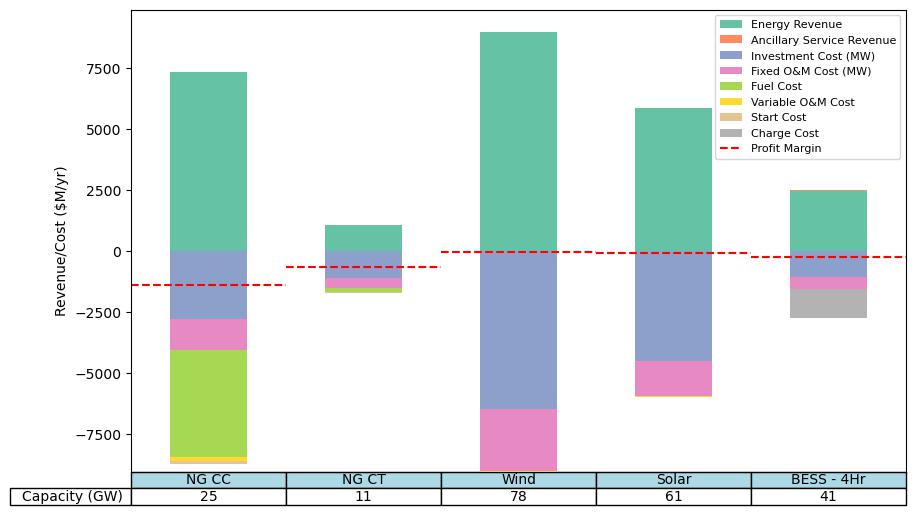 Energy Revenue
Ancillary Service Revenue
Investment Cost (MW)
Fixed O&M Cost (MW)
Fuel Cost
Variable O&M Cost
Start Cost
Charge Cost
Profit Margin
Revenue/Cost ($M/yr)
7500
5000
2500
0
−2500
−5000
−7500
NG CC NG CT Wind Solar BESS - 4Hr
Capacity (GW) 25 11 78 61 41